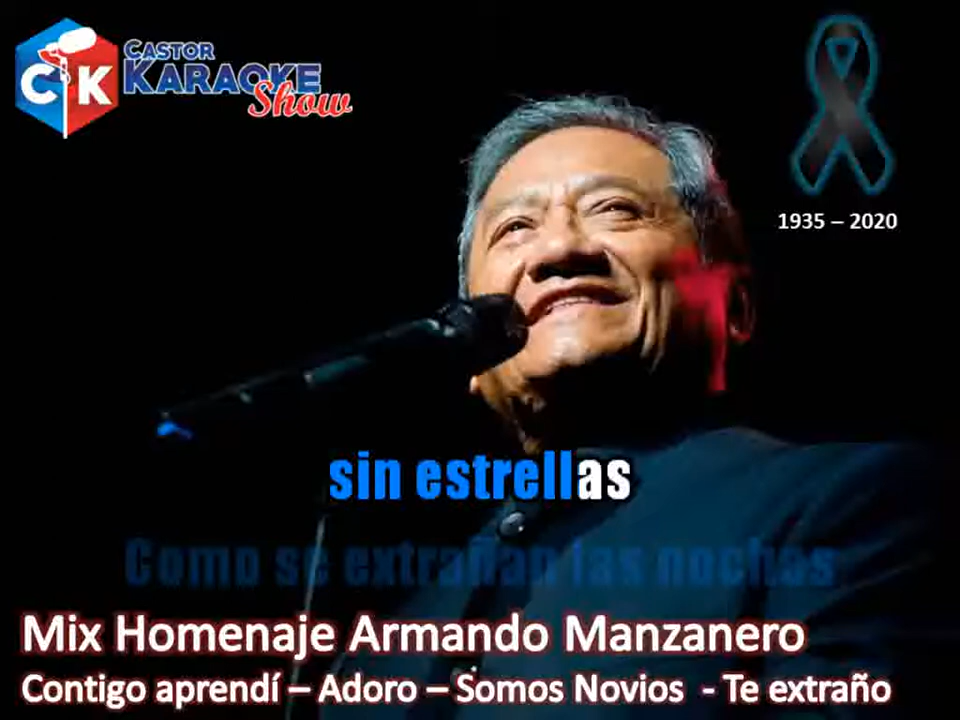 CK
CASTOR
KARAOKE
Show
1935 – 2020
sin estrellas
Como se extrañan las noches
Mix Homenaje Armando Manzanero
Contigo aprendí – Adoro – Somos Novios - Te extraño